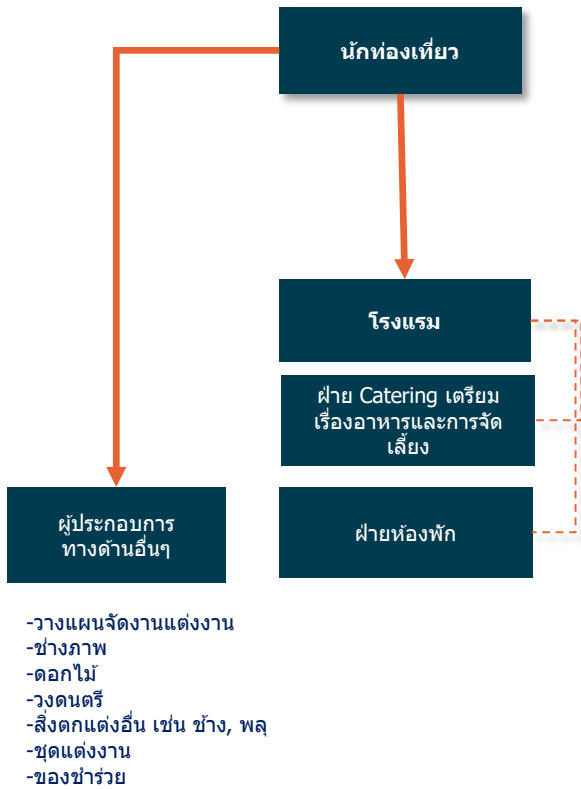 นักท่องเที่ยว
โรงแรม
ฝ่าย Catering เตรียม
เรื่องอาหารและการจัด
เลี้ยง
ผู้ประกอบการ
ทางด้านอื่นๆ
ฝ่ายห้องพัก
-วางแผนจัดงานแต่งงาน
-ช่างภาพ
-ดอกไม้
-วงดนตรี
-สิ่งตกแต่งอื่น เช่น ช้าง, พลุ
-ชุดแต่งงาน
-ของชำร่วย